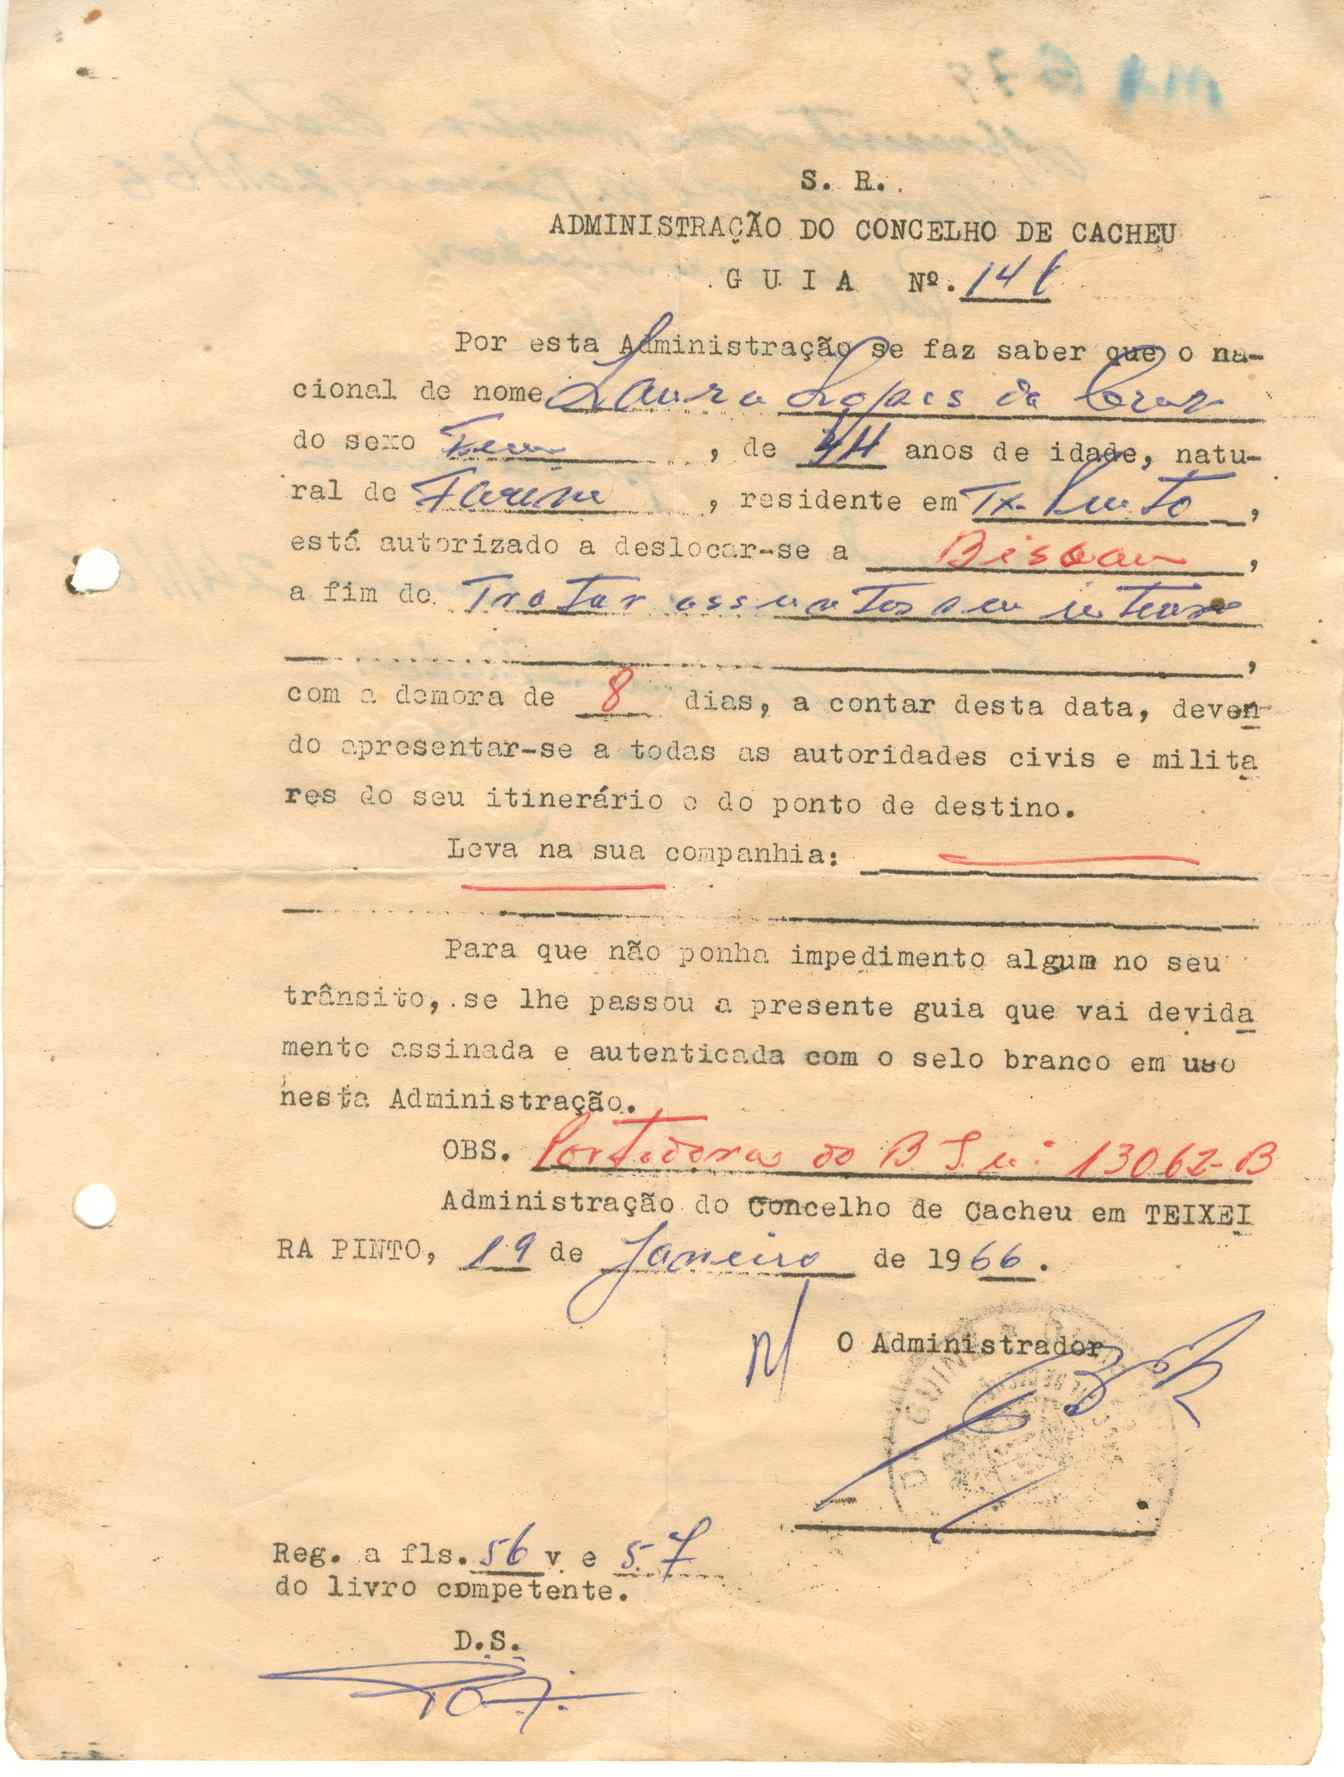 S. R.
ADMINISTRAÇÃO DO CONCELHO DE CACHEU
G U I A Nº. 14
Por esta Administração se faz saber que o na-
cional de nome Laura Lopes da Cruz
do sexo Fem , de 44 anos de idade, natu-
ral de Farim , residente em Tx. Pinto ,
está autorizado a deslocar-se a Bissau ,
a fim de Tratar assuntos seu interesse
,
com a demora de 8 dias, a contar desta data, deven
do apresentar-se a todas as autoridades civis e milita
res do seu itinerário e do ponto de destino.
Leva na sua companhia:
Para que não ponha impedimento algum no seu
trânsito, se lhe passou a presente guia que vai devida
mente assinada e autenticada com o selo branco em uso
nesta Administração.
OBS. Portadora do B I nº 13062-B
Administração do Concelho de Cacheu em TEIXEI
RA PINTO, 19 de Janeiro de 1966.
O Administrador
GUINÉ
Reg. a fls. 56 v e 57
do livro competente.
D.S.